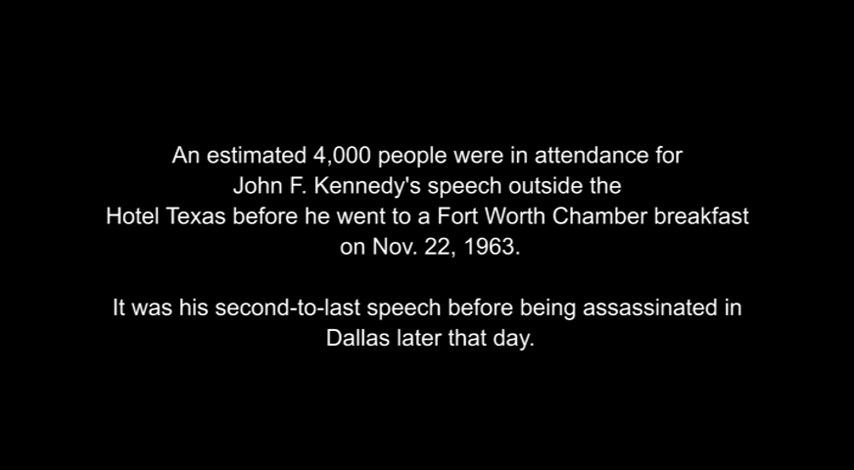 An estimated 4,000 people were in attendance for
John F. Kennedy's speech outside the
Hotel Texas before he went to a Fort Worth Chamber breakfast
on Nov. 22, 1963.
It was his second-to-last speech before being assassinated in
Dallas later that day.